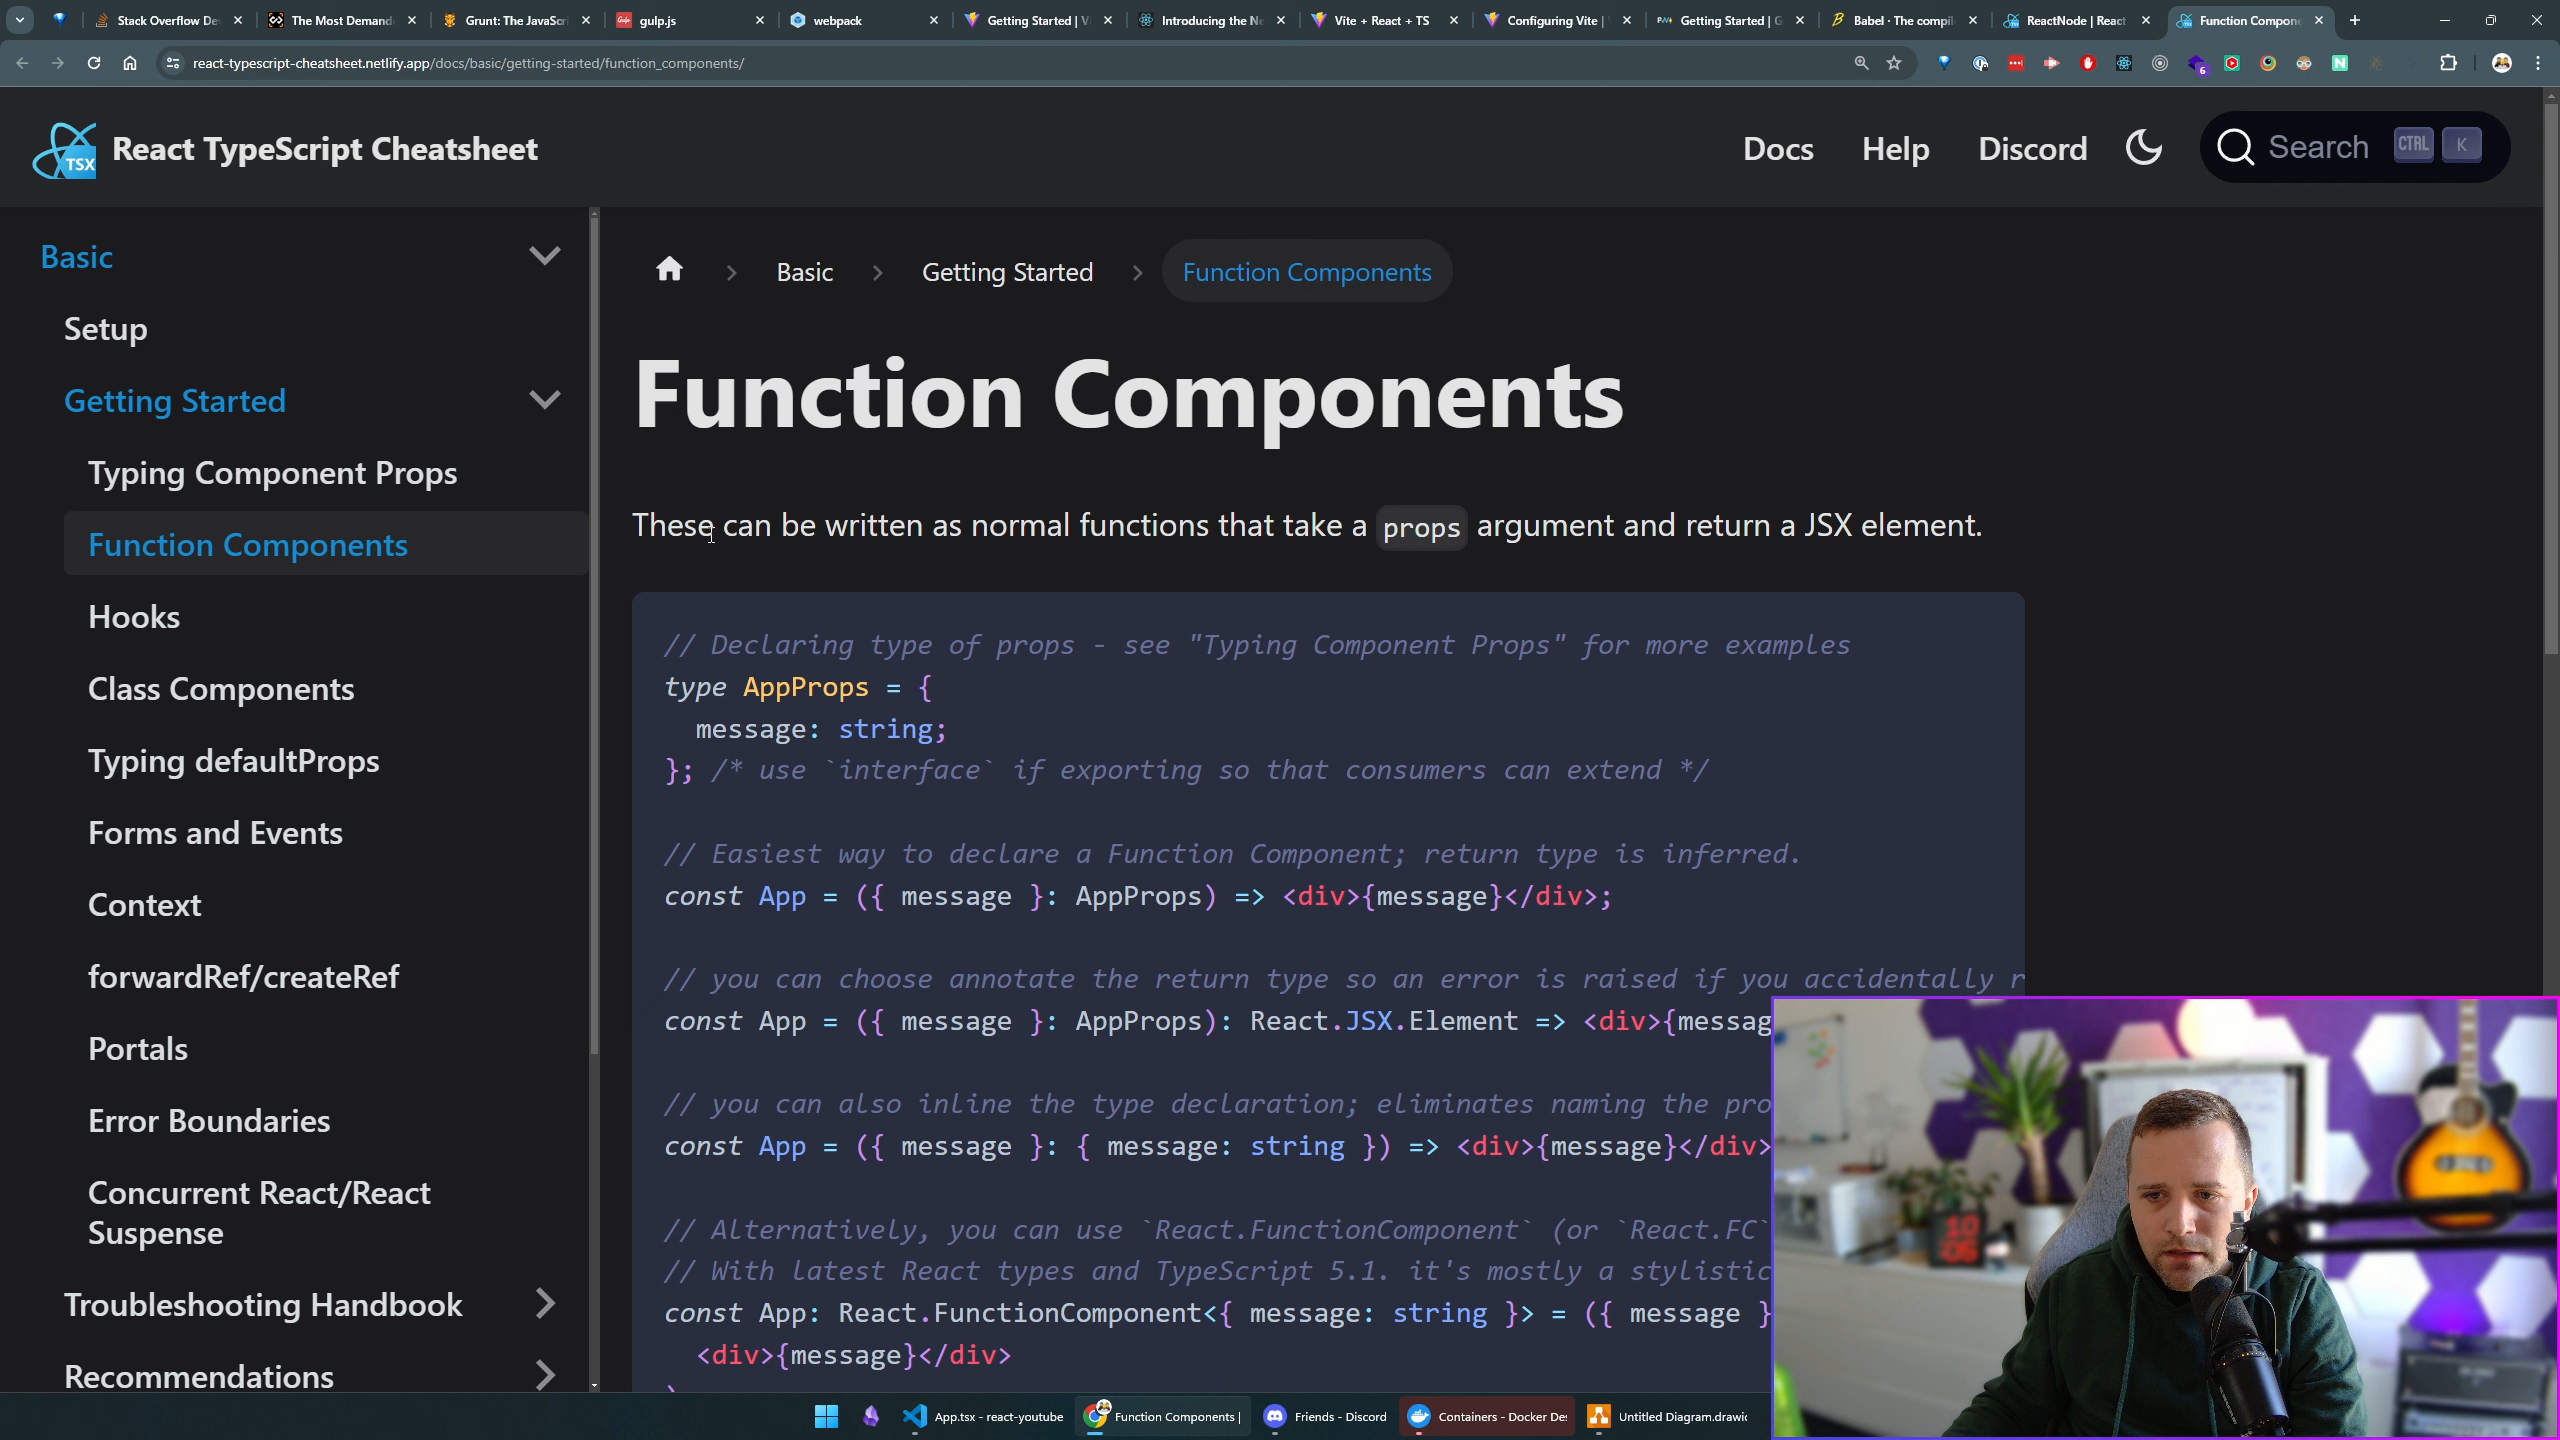 Stack Overflow De
The Most Demand
Grunt: The JavaScri
gulp.js
webpack
Getting Started | V
Introducing the Ne
Vite + React + TS
Configuring Vite |
Getting Started | G
Babel · The compil
ReactNode | React
Function Compone
react-typescript-cheatsheet.netlify.app/docs/basic/getting-started/function_components/
6
TSX
React TypeScript Cheatsheet
Docs
Help
Discord
Search
CTRL
K
Basic
Setup
Getting Started
Typing Component Props
Function Components
Hooks
Class Components
Typing defaultProps
Forms and Events
Context
forwardRef/createRef
Portals
Error Boundaries
Concurrent React/React
Suspense
Troubleshooting Handbook
Recommendations
Basic
Getting Started
Function Components
Function Components
These can be written as normal functions that take a props argument and return a JSX element.
// Declaring type of props - see "Typing Component Props" for more examples
type AppProps = {
message: string;
}; /* use `interface` if exporting so that consumers can extend */
// Easiest way to declare a Function Component; return type is inferred.
const App = ({ message }: AppProps) => <div>{message}</div>;
// you can choose annotate the return type so an error is raised if you accidentally r
const App = ({ message }: AppProps): React.JSX.Element => <div>{messag
// you can also inline the type declaration; eliminates naming the pro
const App = ({ message }: { message: string }) => <div>{message}</div>
// Alternatively, you can use `React.FunctionComponent` (or `React.FC`
// With latest React types and TypeScript 5.1. it's mostly a stylistic
const App: React.FunctionComponent<{ message: string }> = ({ message }
<div>{message}</div>
10
05
App.tsx - react-youtube
Function Components |
Friends - Discord
Containers - Docker De
Untitled Diagram.drawi